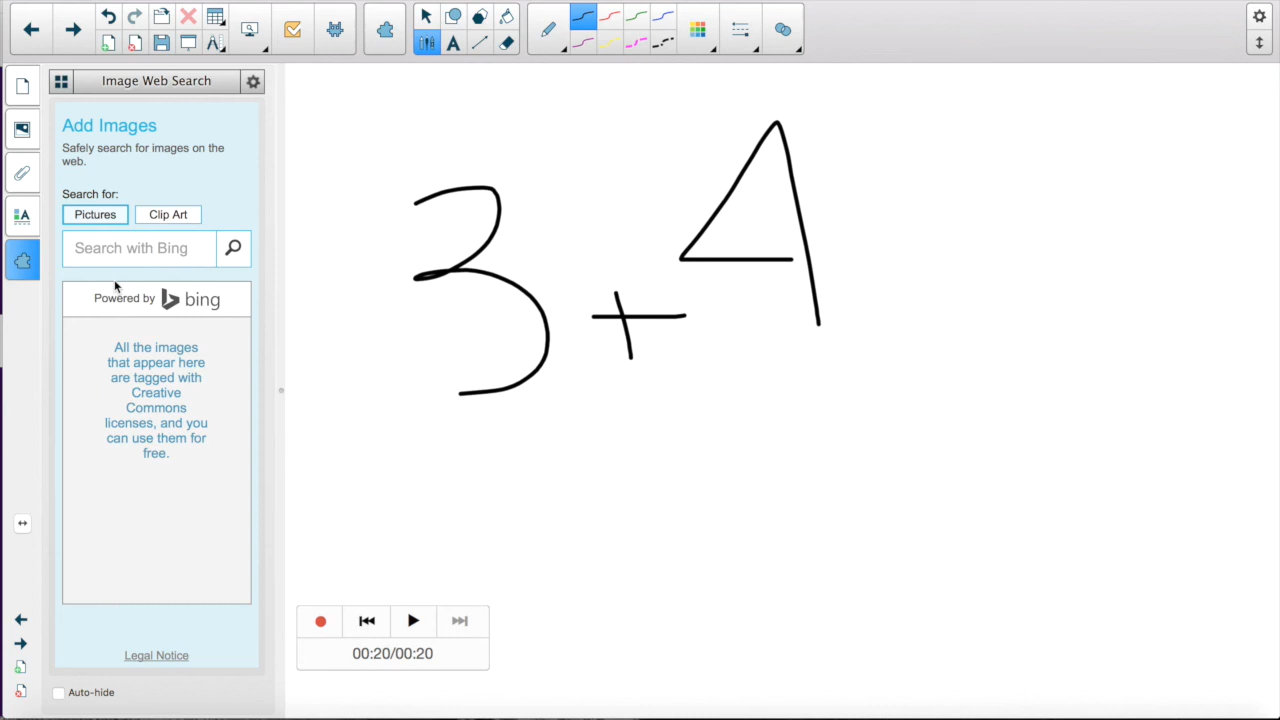 Image Web Search
Add Images
Safely search for images on the
web.
Search for:
Pictures Clip Art
Search with Bing
Powered by bing
All the images
that appear here
are tagged with
Creative
Commons
licenses, and you
can use them for
free.
Legal Notice
Auto-hide
3+4
00:20/00:20